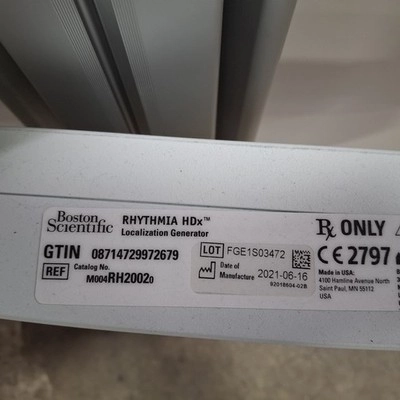 Boston Scientific
RHYTHMIA HDx™
Localization Generator
GTIN 08714729972679
REF Catalog No.
M004RH20020
LOT FGE1S03472
Date of Manufacture 2021-06-16
92018604-02B
Rx ONLY
CE 2797
Made in USA:
4100 Hamline Avenue North
Saint Paul, MN 55112
USA